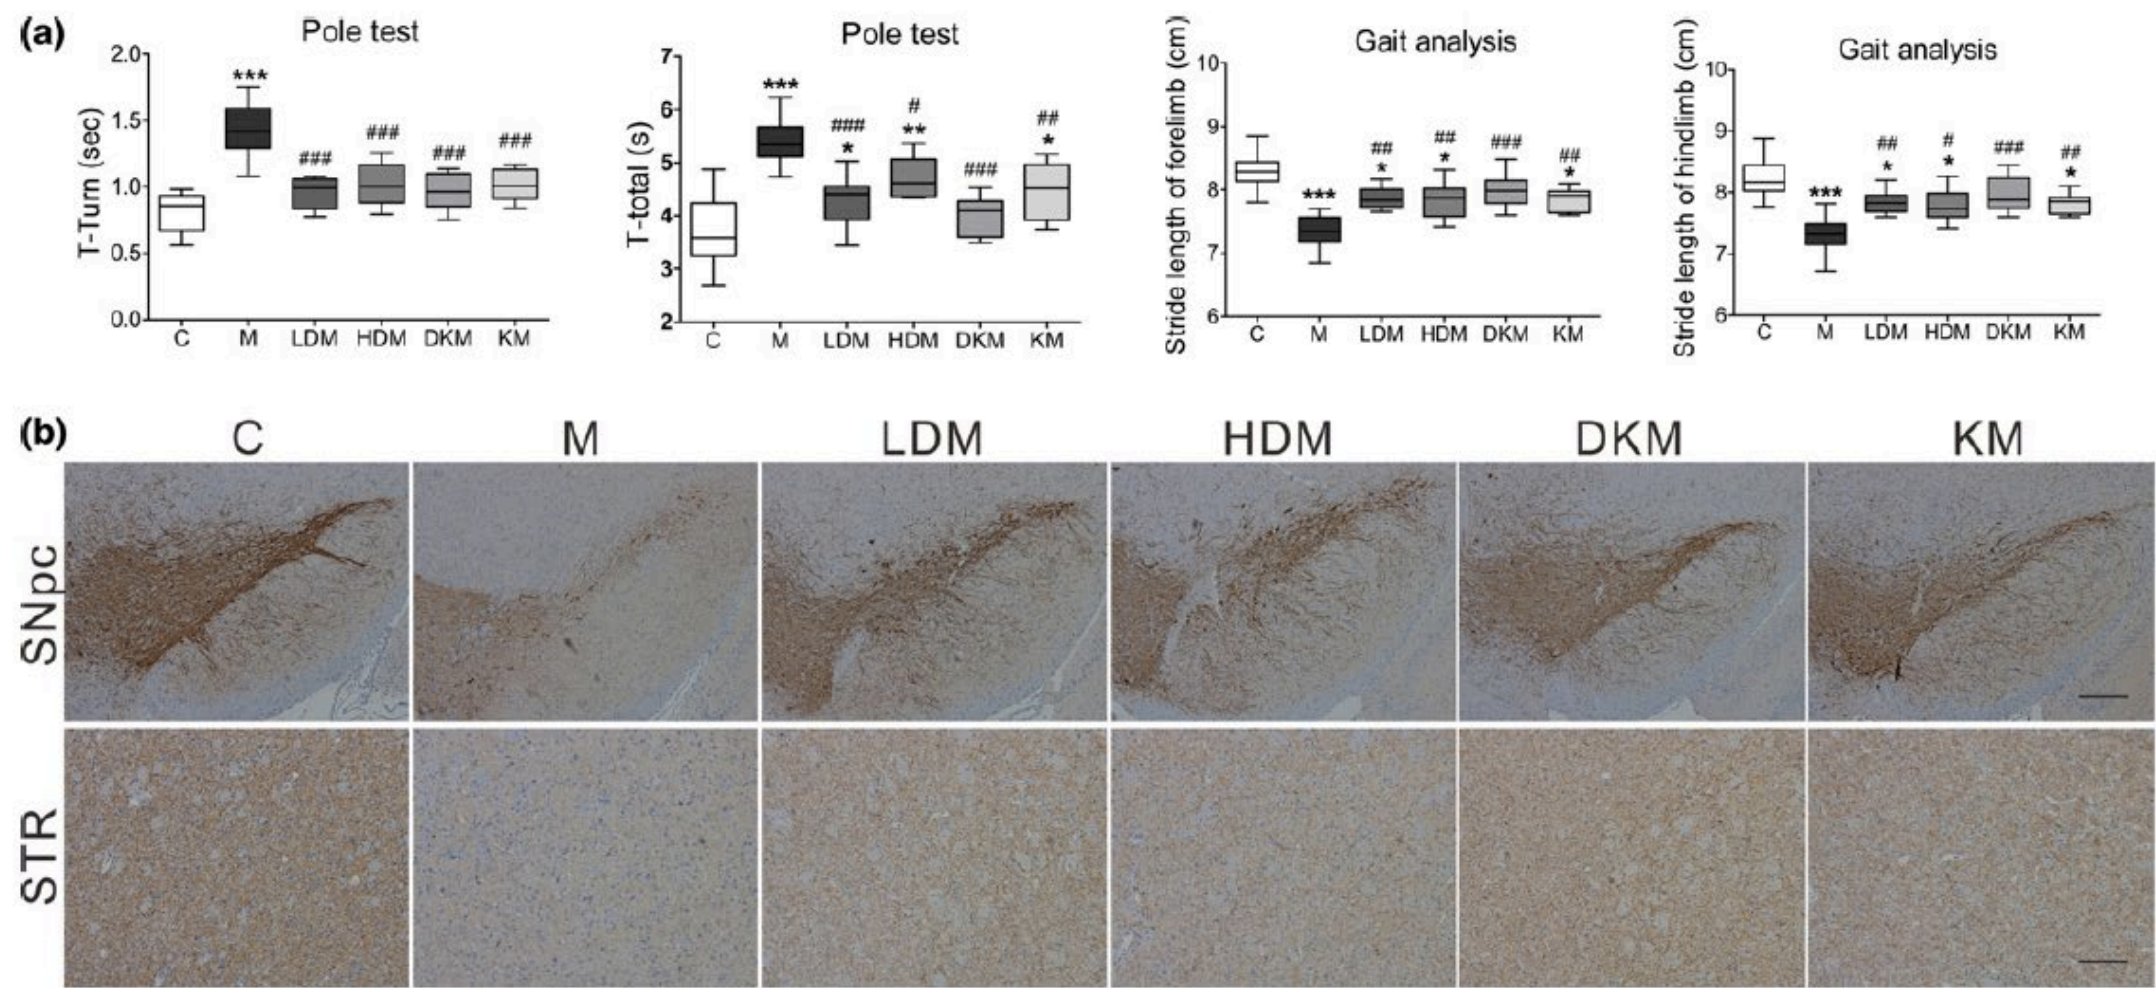 (a)
Pole test
T-Turn (sec)
2.0
***
1.5
###
###
###
###
1.0
0.5
0.0
C M LDM HDM DKM KM
Pole test
T-total (s)
7
***
6
#
##
###
**
*
*
5
###
4
3
2
C M LDM HDM DKM KM
Gait analysis
Stride length of forelimb (cm)
10
9
##
##
###
##
*
*
*
8
***
7
6
C M LDM HDM DKM KM
Gait analysis
Stride length of hindlimb (cm)
10
9
##
#
###
##
*
*
*
8
***
7
6
C M LDM HDM DKM KM
(b)
C M LDM HDM DKM KM
SNpc
STR